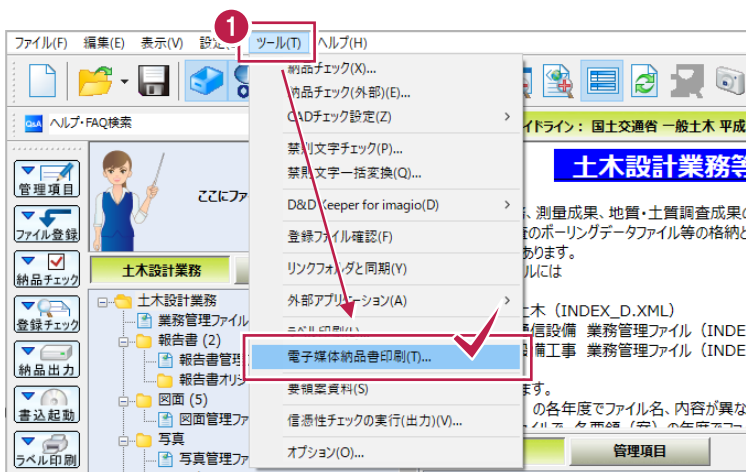 1
ファイル(F) 編集(E) 表示(V) 設定 ツール(T) ヘルプ(H)
納品チェック(X)...
納品チェック(外部)(E)...
CADチェック設定(Z)
禁則文字チェック(P)...
禁則文字一括変換(Q)...
D&D Keeper for imagio(D)
登録ファイル確認(F)
リンクフォルダと同期(Y)
外部アプリケーション(A)
ラベル印刷(L)
電子媒体納品書印刷(T)...
要領案資料(S)
信憑性チェックの実行(出力)(V)...
オプション(O)...
Q&A ヘルプ・FAQ検索
管理項目
ファイル登録
納品チェック
登録チェック
納品出力
書込起動
ラベル印刷
ここにファ
土木設計業務
土木設計業務
業務管理ファイル
報告書 (2)
報告書管理
報告書オリジ
図面 (5)
図面管理ファ
写真
写真管理ファ
イドライン: 国土交通省 一般土木 平成
土木設計業務等
、測量成果、地質・土質調査成果の
査のボーリングデータファイル等の格納と
あります。
ルには
土木 (INDEX_D.XML)
通信設備 業務管理ファイル (INDE
設備工事 業務管理ファイル (INDE
ます。
の各年度でファイル名、内容が異な
管理項目